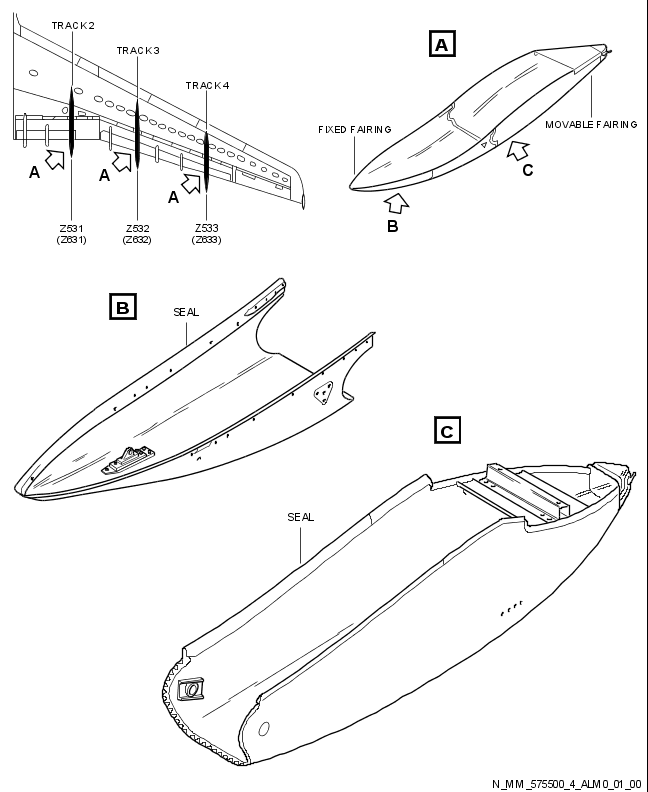 TRACK 2
TRACK 3
TRACK 4
A
A
A
Z531
(Z631)
Z532
(Z632)
Z533
(Z633)
A
FIXED FAIRING
MOVABLE FAIRING
C
B
B
SEAL
C
SEAL
N_MM_575500_4_ALM0_01_00